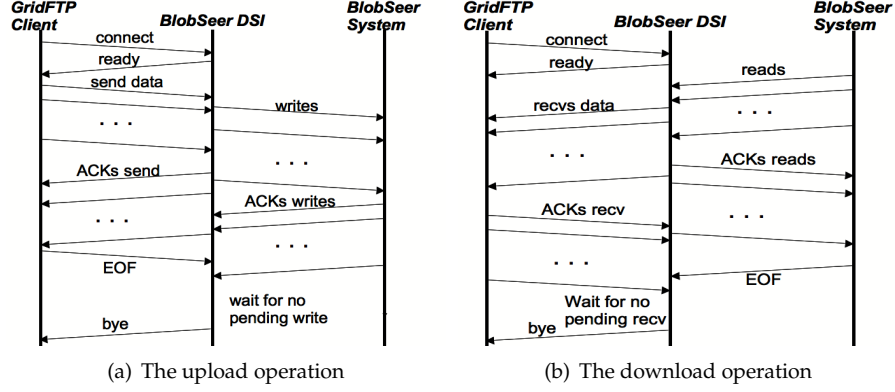 GridFTP
Client
BlobSeer DSI
BlobSeer
System
connect
ready
send data
writes
. . .
. . .
ACKs send
ACKs writes
. . .
. . .
EOF
wait for no
pending write
bye
(a) The upload operation
GridFTP
Client
BlobSeer DSI
BlobSeer
System
connect
ready
reads
recvs data
. . .
. . .
ACKs reads
ACKs recv
. . .
. . .
EOF
Wait for no
pending recv
bye
(b) The download operation